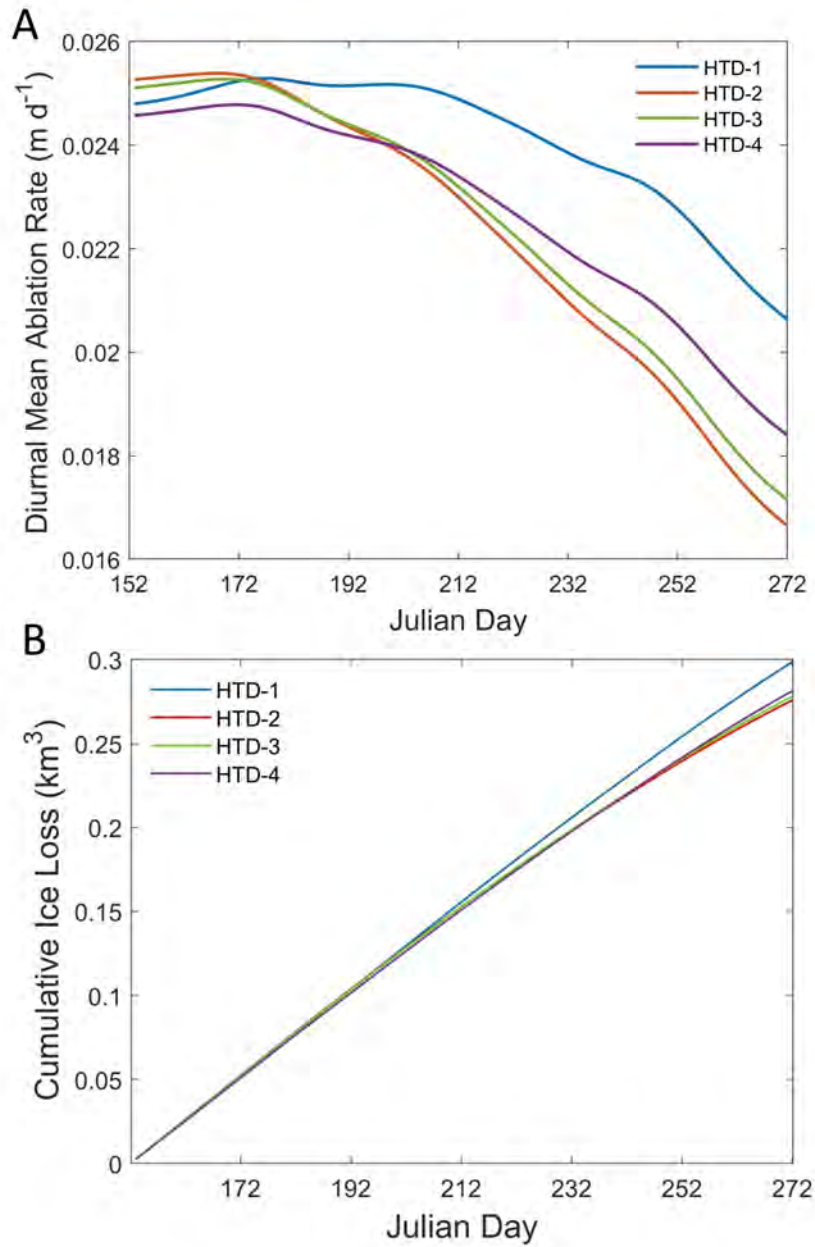 A
Diurnal Mean Ablation Rate (m d⁻¹)
0.026
0.024
0.022
0.02
0.018
0.016
HTD-1
HTD-2
HTD-3
HTD-4
152 172 192 212 232 252 272
Julian Day
B
Cumulative Ice Loss (km³)
0.3
0.25
0.2
0.15
0.1
0.05
0
HTD-1
HTD-2
HTD-3
HTD-4
172 192 212 232 252 272
Julian Day